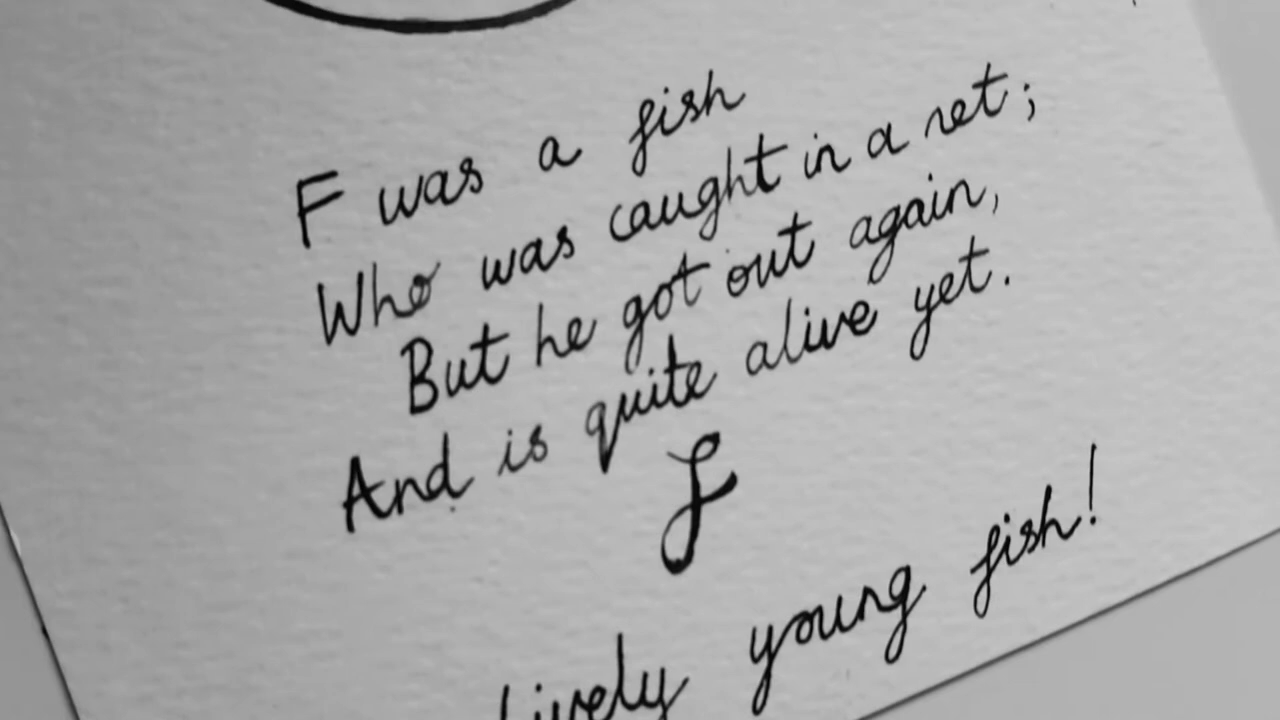 F was a fish
Who was caught in a net;
But he got out again,
And is quite alive yet.
f
Lively young fish!